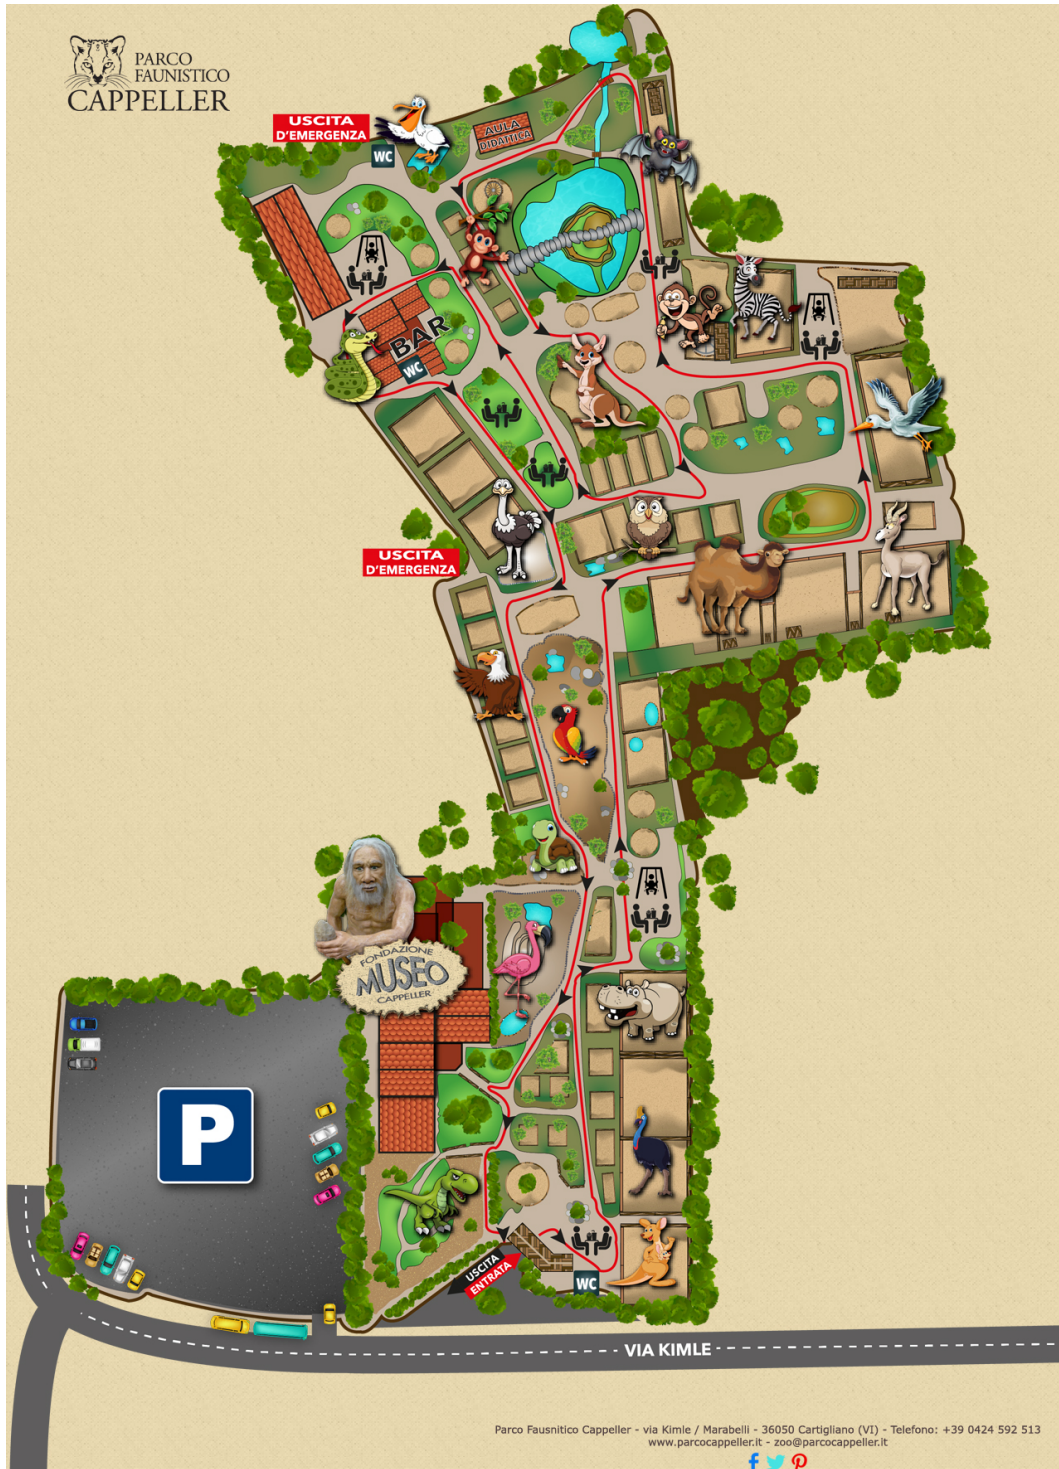 PARCO
FAUNISTICO
CAPPELLER
USCITA
D'EMERGENZA
WC
AULA
DIDATTICA
BAR
WC
USCITA
D'EMERGENZA
FONDAZIONE
MUSEO
CAPPELLER
P
USCITA
ENTRATA
WC
VIA KIMLE
Parco Fausnitico Cappeller - via Kimle / Marabelli - 36050 Cartigliano (VI) - Telefono: +39 0424 592 513
www.parcocappeller.it - zoo@parcocappeller.it